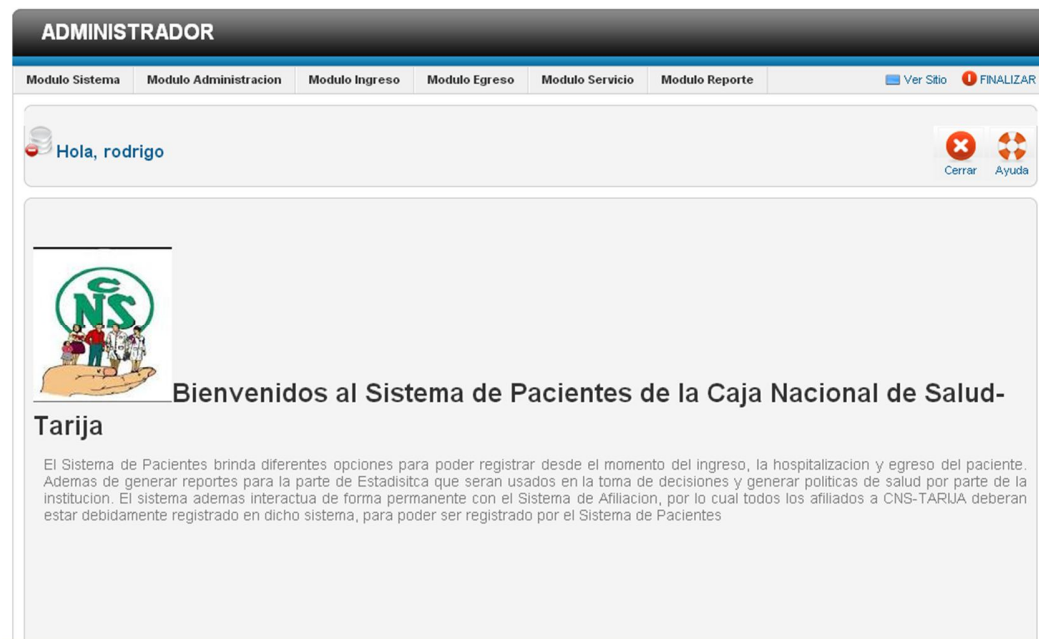 ADMINISTRADOR
Modulo Sistema Modulo Administracion Modulo Ingreso Modulo Egreso Modulo Servicio Modulo Reporte Ver Sitio FINALIZAR
Hola, rodrigo
Cerrar Ayuda
CNS
Bienvenidos al Sistema de Pacientes de la Caja Nacional de Salud-
Tarija
El Sistema de Pacientes brinda diferentes opciones para poder registrar desde el momento del ingreso, la hospitalizacion y egreso del paciente.
Ademas de generar reportes para la parte de Estadisitca que seran usados en la toma de decisiones y generar politicas de salud por parte de la
institucion. El sistema ademas interactua de forma permanente con el Sistema de Afiliacion, por lo cual todos los afiliados a CNS-TARIJA deberan
estar debidamente registrado en dicho sistema, para poder ser registrado por el Sistema de Pacientes